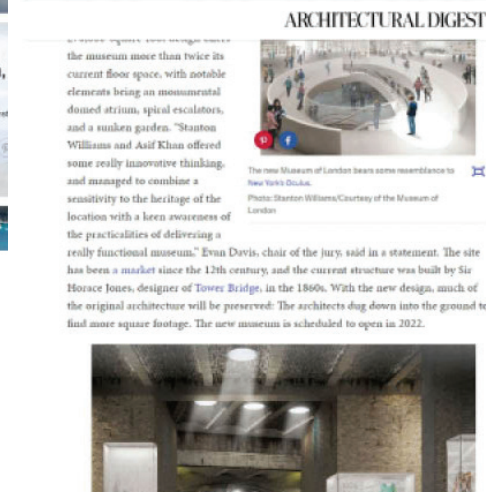 ARCHITECTURAL DIGEST
the museum more than twice its
current floor space, with notable
elements being an monumental
domed atrium, spiral escalators,
and a sunken garden. "Stanton
Williams and Asif Khan offered
some really innovative thinking,
and managed to combine a
sensitivity to the heritage of the
location with a keen awareness of
the practicalities of delivering a
The new Museum of London bears some resemblance to
New York's Oculus.
Photo: Stanton Williams/Courtesy of the Museum of
London
really functional museum," Evan Davis, chair of the jury, said in a statement. The site
has been a market since the 12th century, and the current structure was built by Sir
Horace Jones, designer of Tower Bridge, in the 1860s. With the new design, much of
the original architecture will be preserved: The architects dug down into the ground to
find more square footage. The new museum is scheduled to open in 2022.